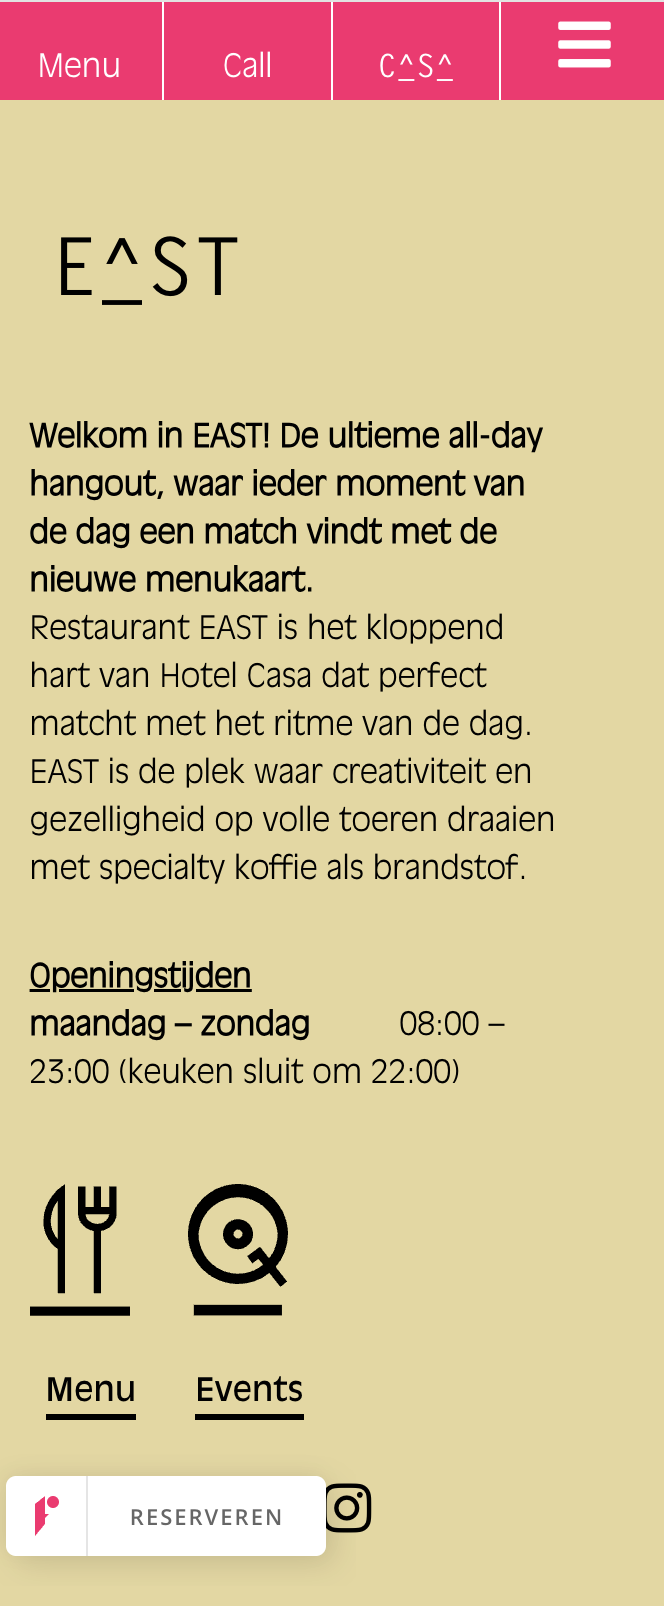 Menu
Call
C^S^
E^ST
Welkom in EAST! De ultieme all-day
hangout, waar ieder moment van
de dag een match vindt met de
nieuwe menukaart.
Restaurant EAST is het kloppend
hart van Hotel Casa dat perfect
matcht met het ritme van de dag.
EAST is de plek waar creativiteit en
gezelligheid op volle toeren draaien
met specialty koffie als brandstof.
Openingstijden
maandag – zondag 08:00 –
23:00 (keuken sluit om 22:00)
Menu
Events
RESERVEREN